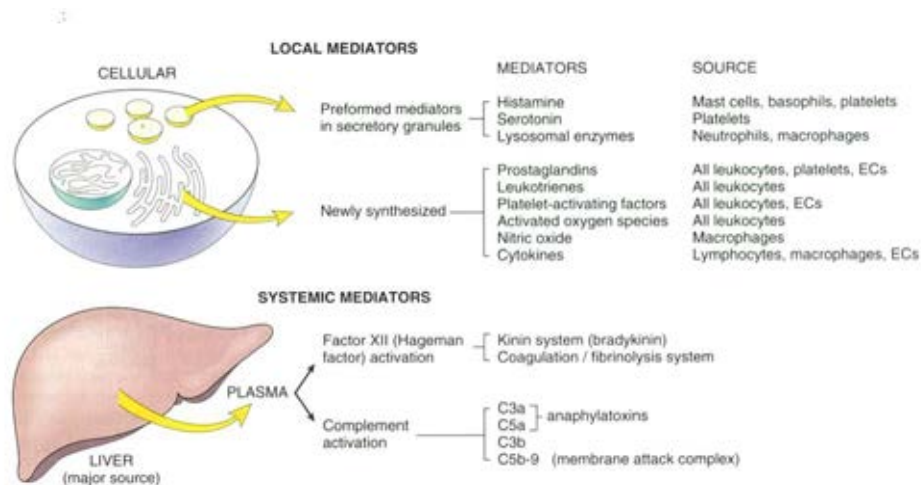 LOCAL MEDIATORS
CELLULAR
MEDIATORS SOURCE
Preformed mediators
in secretory granules
Histamine Mast cells, basophils, platelets
Serotonin Platelets
Lysosomal enzymes Neutrophils, macrophages
Newly synthesized
Prostaglandins All leukocytes, platelets, ECs
Leukotrienes All leukocytes
Platelet-activating factors All leukocytes, ECs
Activated oxygen species All leukocytes
Nitric oxide Macrophages
Cytokines Lymphocytes, macrophages, ECs
SYSTEMIC MEDIATORS
Factor XII (Hageman
factor) activation
Kinin system (bradykinin)
Coagulation / fibrinolysis system
PLASMA
Complement
activation
C3a
C5a
anaphylatoxins
C3b
C5b-9 (membrane attack complex)
LIVER
(major source)